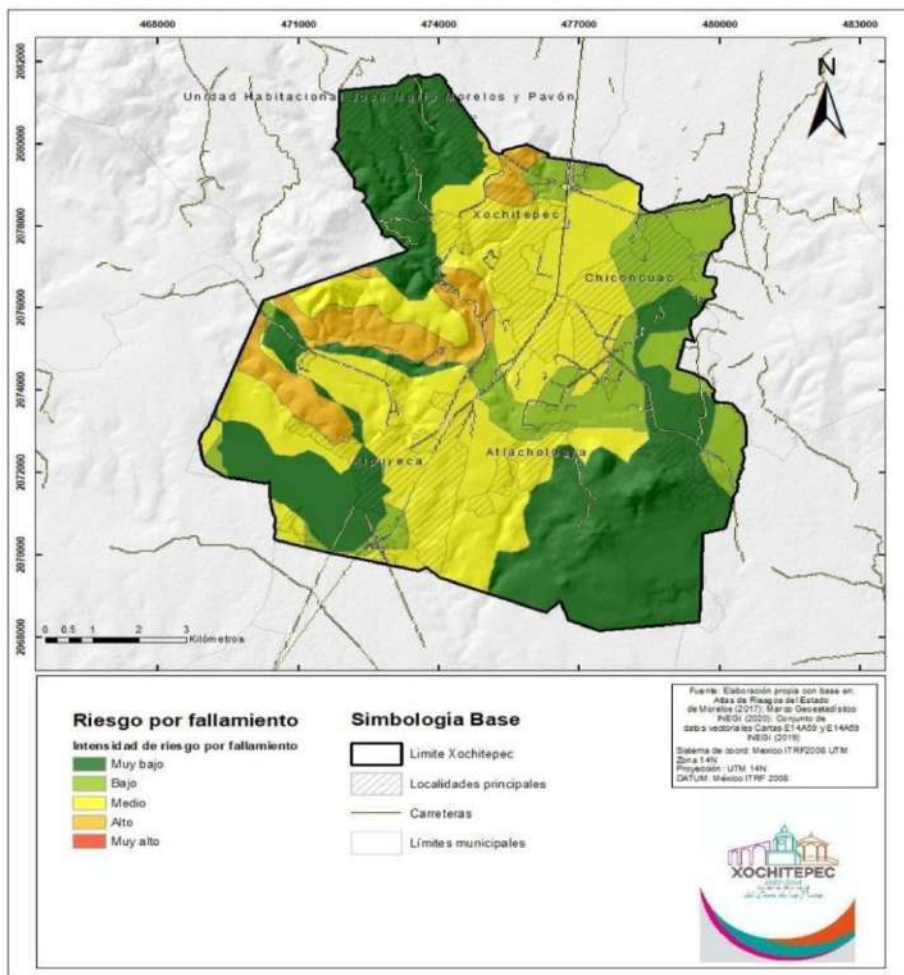 468000 471000 474000 477000 480000 483000
2082000
2080000
2078000
2076000
2074000
2072000
2070000
2068000
N
Unidad Habitacional José María Morelos y Pavón
Xochitepec
Chiconcuac
Alpuyeca
Atlacholoaya
0 0.5 1 2 3
Kilómetros
Riesgo por fallamiento
Intensidad de riesgo por fallamiento
Muy bajo
Bajo
Medio
Alto
Muy alto
Simbología Base
Limite Xochitepec
Localidades principales
Carreteras
Límites municipales
Fuente: Elaboración propia con base en:
Atlas de Riesgos del Estado
de Morelos (2017); Marco Geoestadístico
INEGI (2020); Conjunto de
datos vectoriales Cartas E14A59 y E14A69
INEGI (2019)
Sistema de coord: Mexico ITRF2008 UTM
Zona 14N
Proyección: UTM 14N
DATUM: México ITRF 2008
XOCHITEPEC